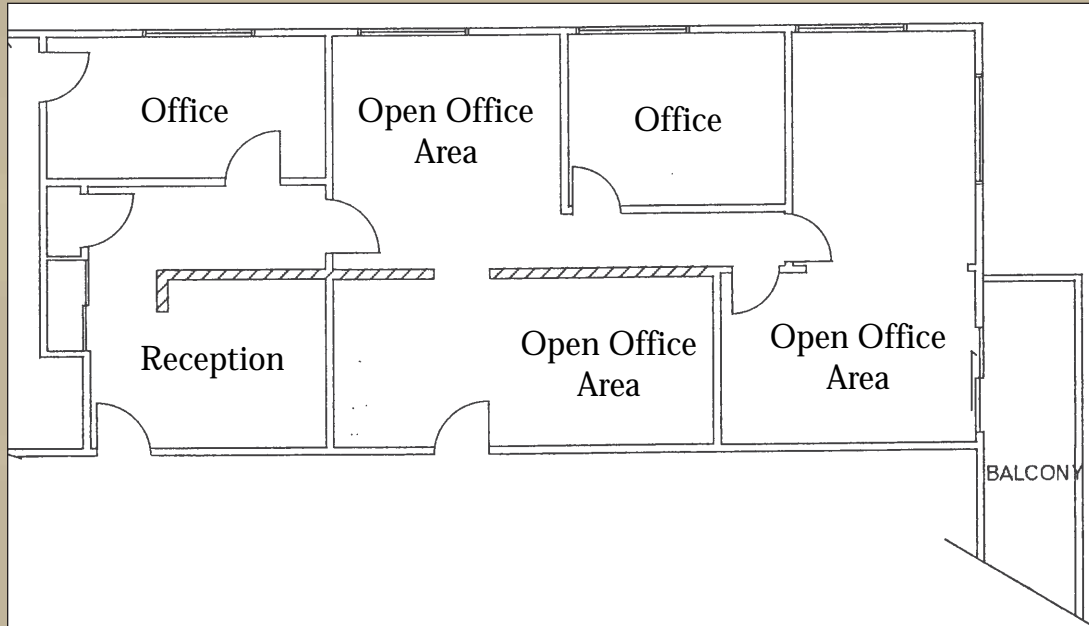 Office
Open Office
Area
Office
Reception
Open Office
Area
Open Office
Area
BALCONY